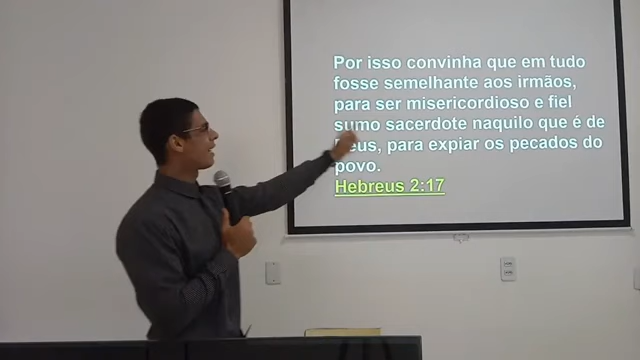 Por isso convinha que em tudo
fosse semelhante aos irmãos,
para ser misericordioso e fiel
sumo sacerdote naquilo que é de
Deus, para expiar os pecados do
povo.
Hebreus 2:17